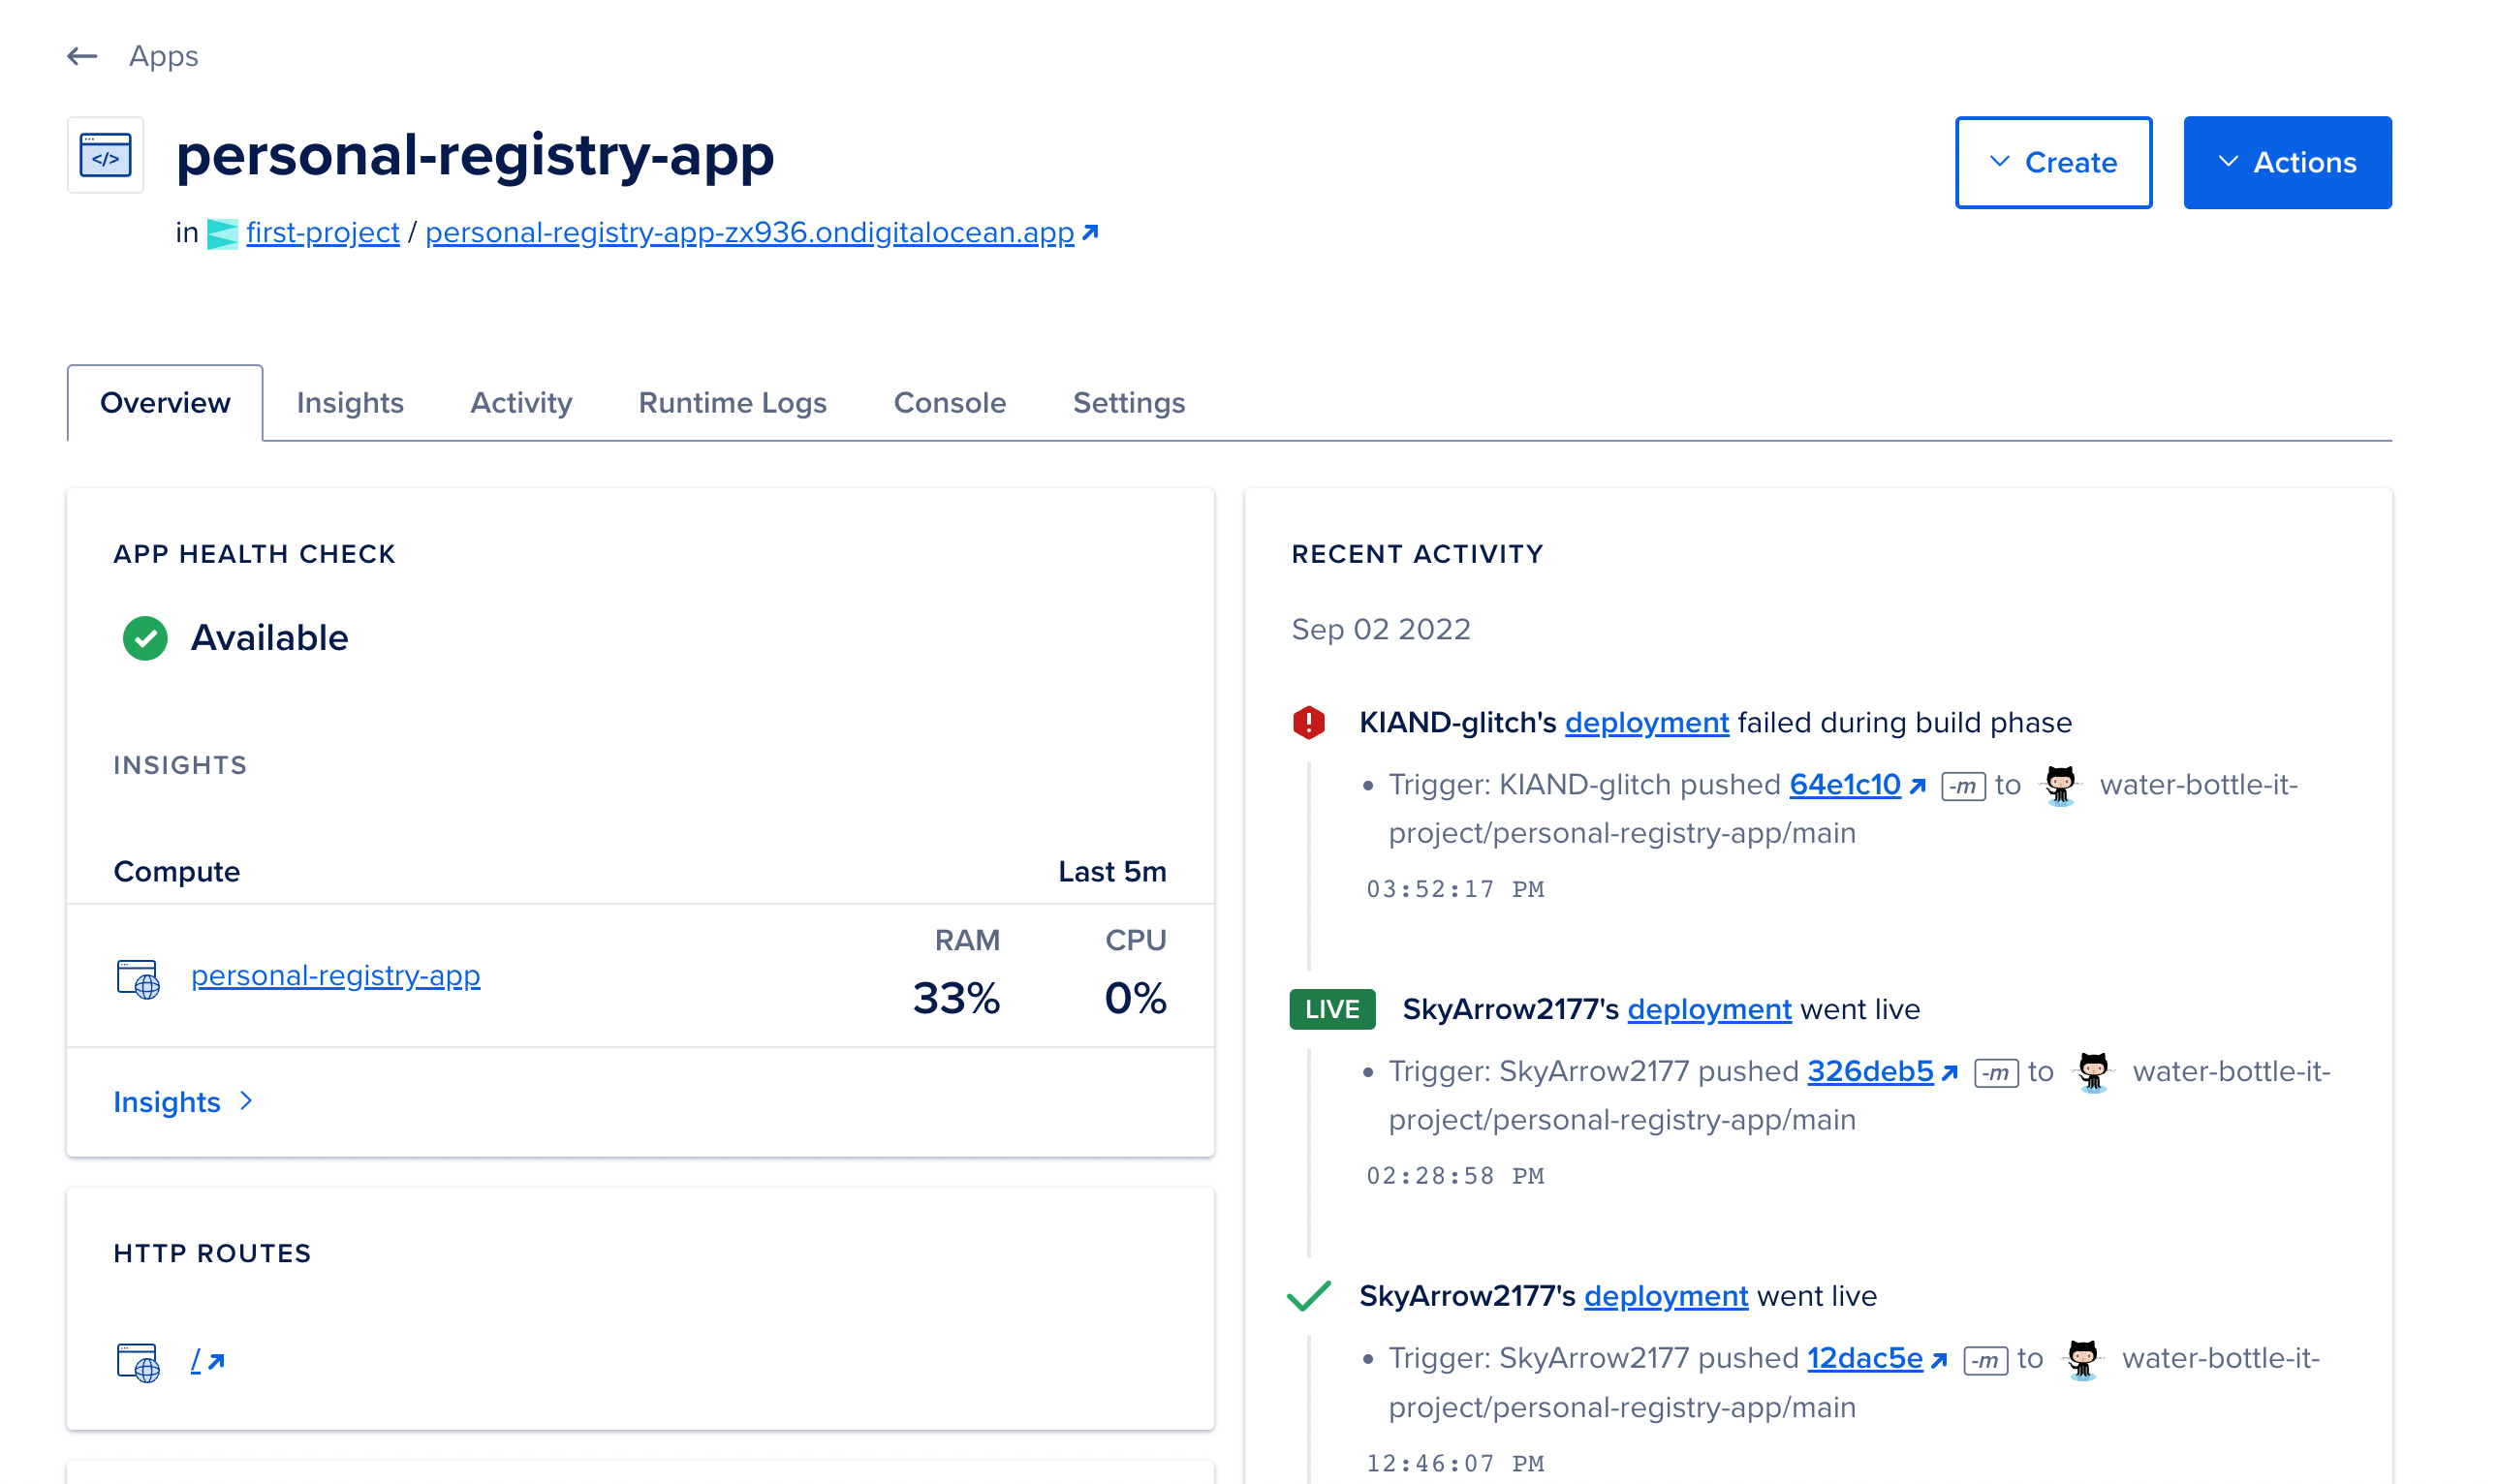 Apps
personal-registry-app
in first-project / personal-registry-app-zx936.ondigitalocean.app
Create
Actions
Overview
Insights
Activity
Runtime Logs
Console
Settings
APP HEALTH CHECK
Available
INSIGHTS
Compute
Last 5m
RAM
CPU
personal-registry-app
33%
0%
Insights
HTTP ROUTES
/
RECENT ACTIVITY
Sep 02 2022
KIAND-glitch's deployment failed during build phase
Trigger: KIAND-glitch pushed 64e1c10 -m to water-bottle-it-
project/personal-registry-app/main
03:52:17 PM
LIVE
SkyArrow2177's deployment went live
Trigger: SkyArrow2177 pushed 326deb5 -m to water-bottle-it-
project/personal-registry-app/main
02:28:58 PM
SkyArrow2177's deployment went live
Trigger: SkyArrow2177 pushed 12dac5e -m to water-bottle-it-
project/personal-registry-app/main
12:46:07 PM